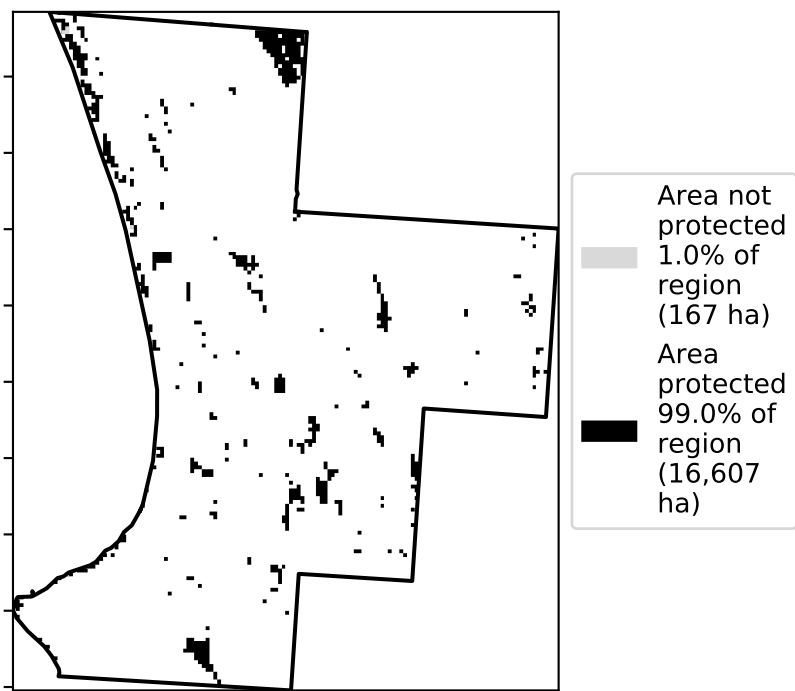 Area not
protected
1.0% of
region
(167 ha)
Area
protected
99.0% of
region
(16,607
ha)